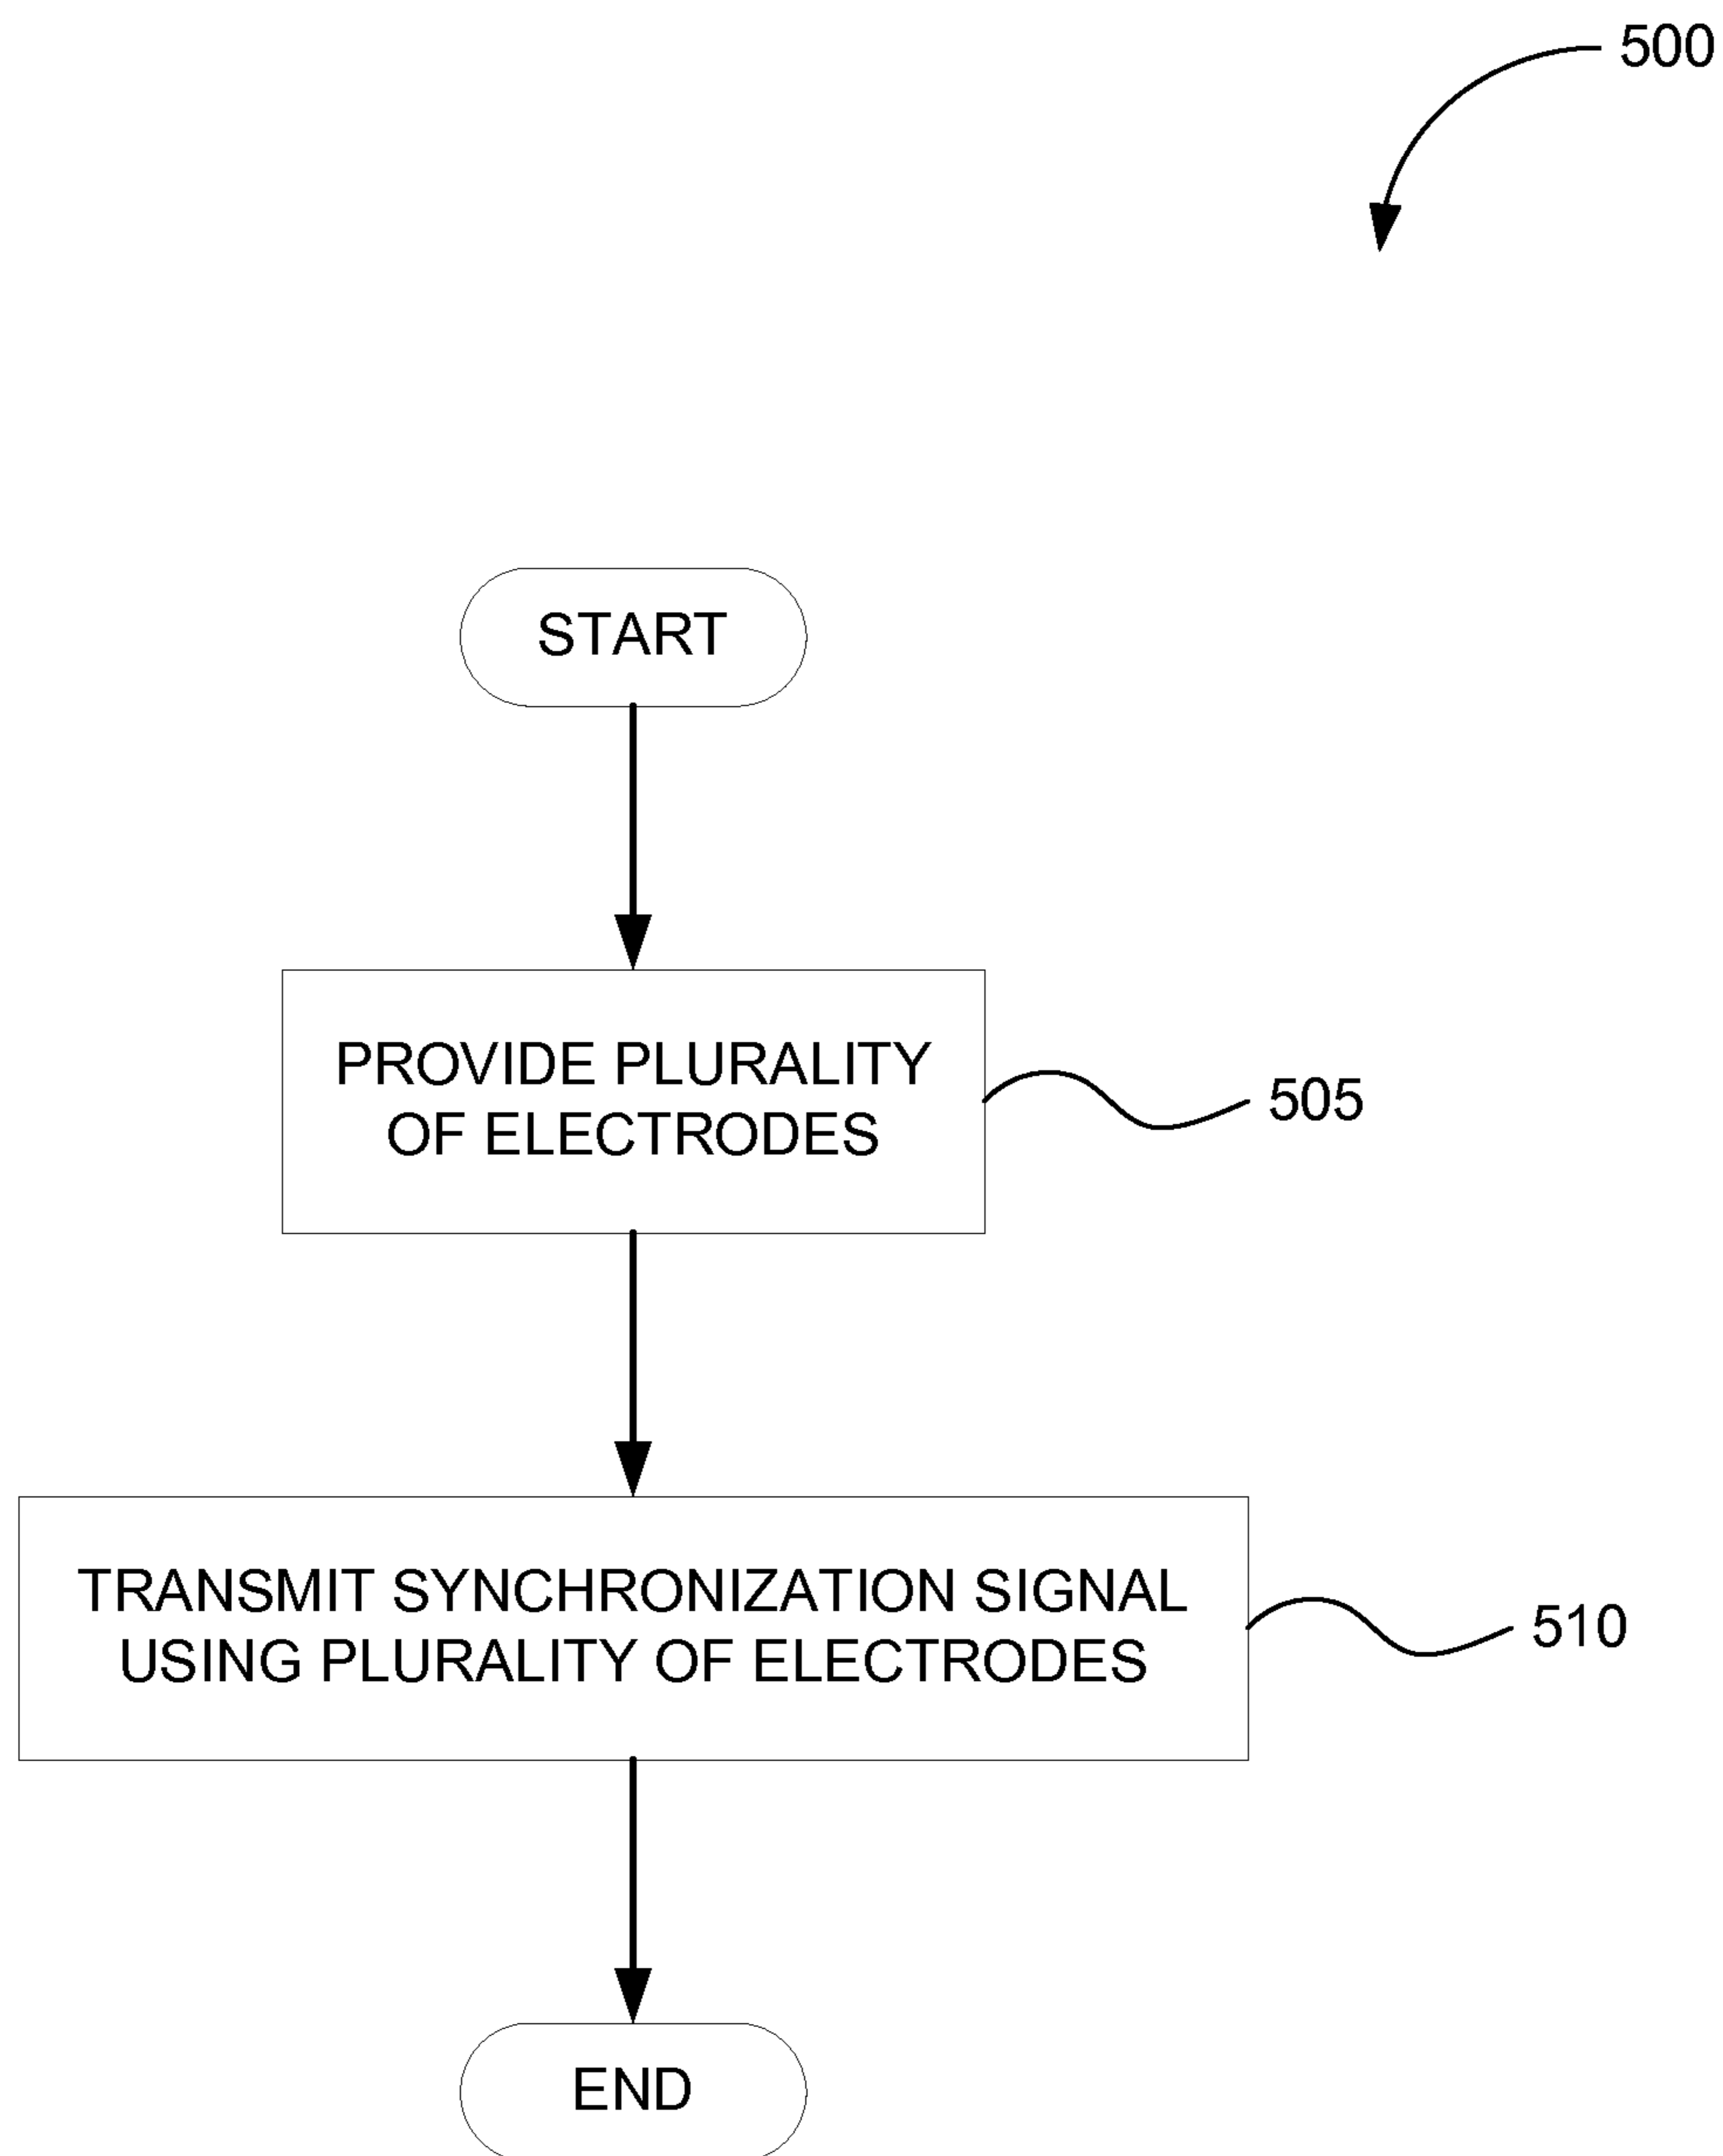 500
START
PROVIDE PLURALITY
OF ELECTRODES
505
TRANSMIT SYNCHRONIZATION SIGNAL
USING PLURALITY OF ELECTRODES
510
END